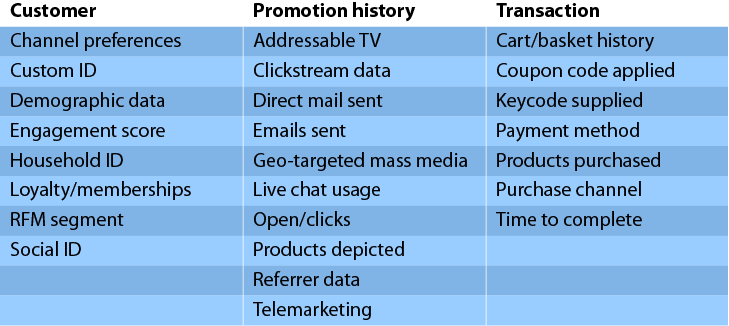 Customer Promotion history Transaction
Channel preferences Addressable TV Cart/basket history
Custom ID Clickstream data Coupon code applied
Demographic data Direct mail sent Keycode supplied
Engagement score Emails sent Payment method
Household ID Geo-targeted mass media Products purchased
Loyalty/memberships Live chat usage Purchase channel
RFM segment Open/clicks Time to complete
Social ID Products depicted
Referrer data
Telemarketing